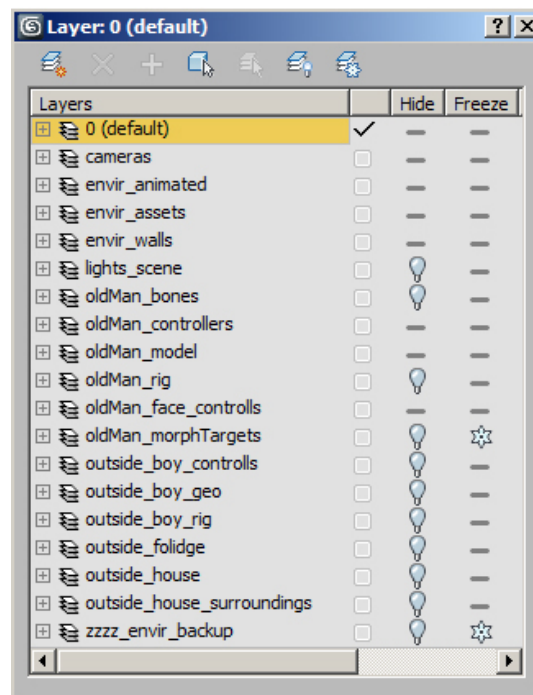 Layer: 0 (default)
Layers Hide Freeze
0 (default)
cameras
envir_animated
envir_assets
envir_walls
lights_scene
oldMan_bones
oldMan_controllers
oldMan_model
oldMan_rig
oldMan_face_controlls
oldMan_morphTargets
outside_boy_controlls
outside_boy_geo
outside_boy_rig
outside_folidge
outside_house
outside_house_surroundings
zzzz_envir_backup